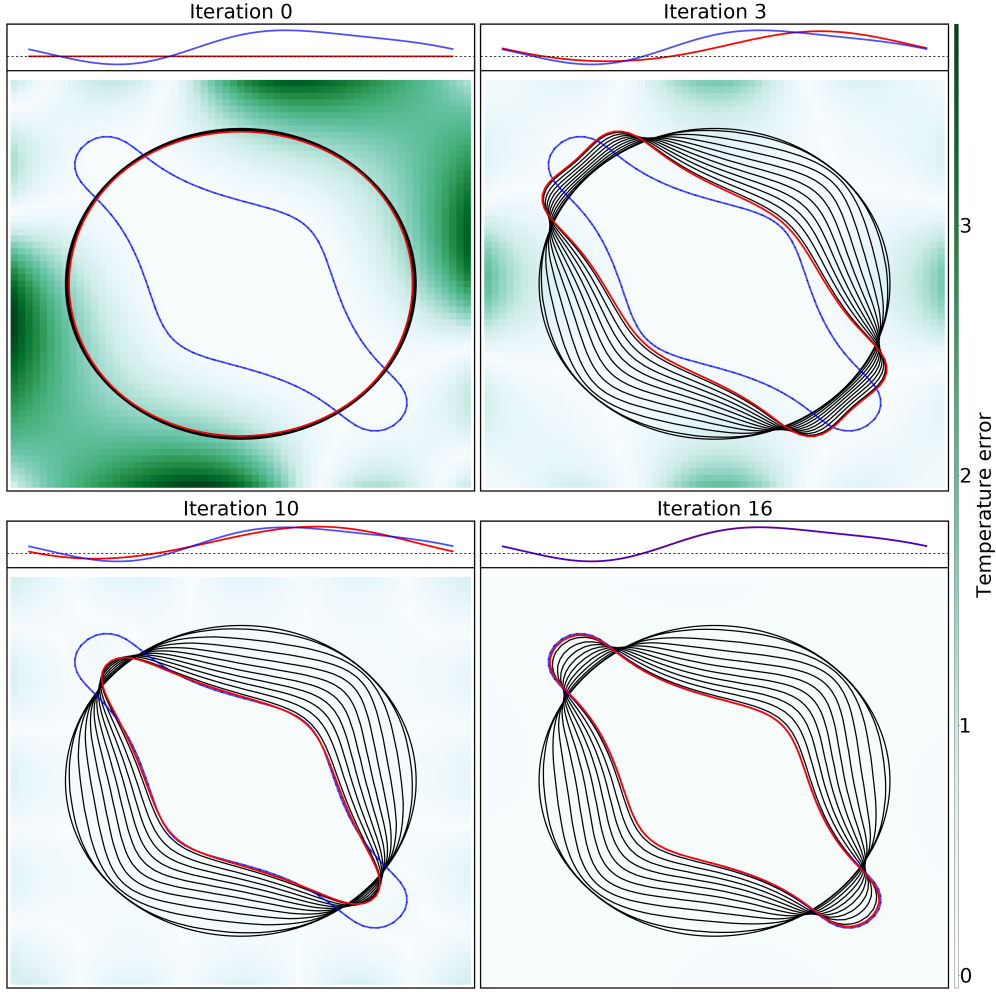 Iteration 0
Iteration 3
Iteration 10
Iteration 16
3
2
1
0
Temperature error